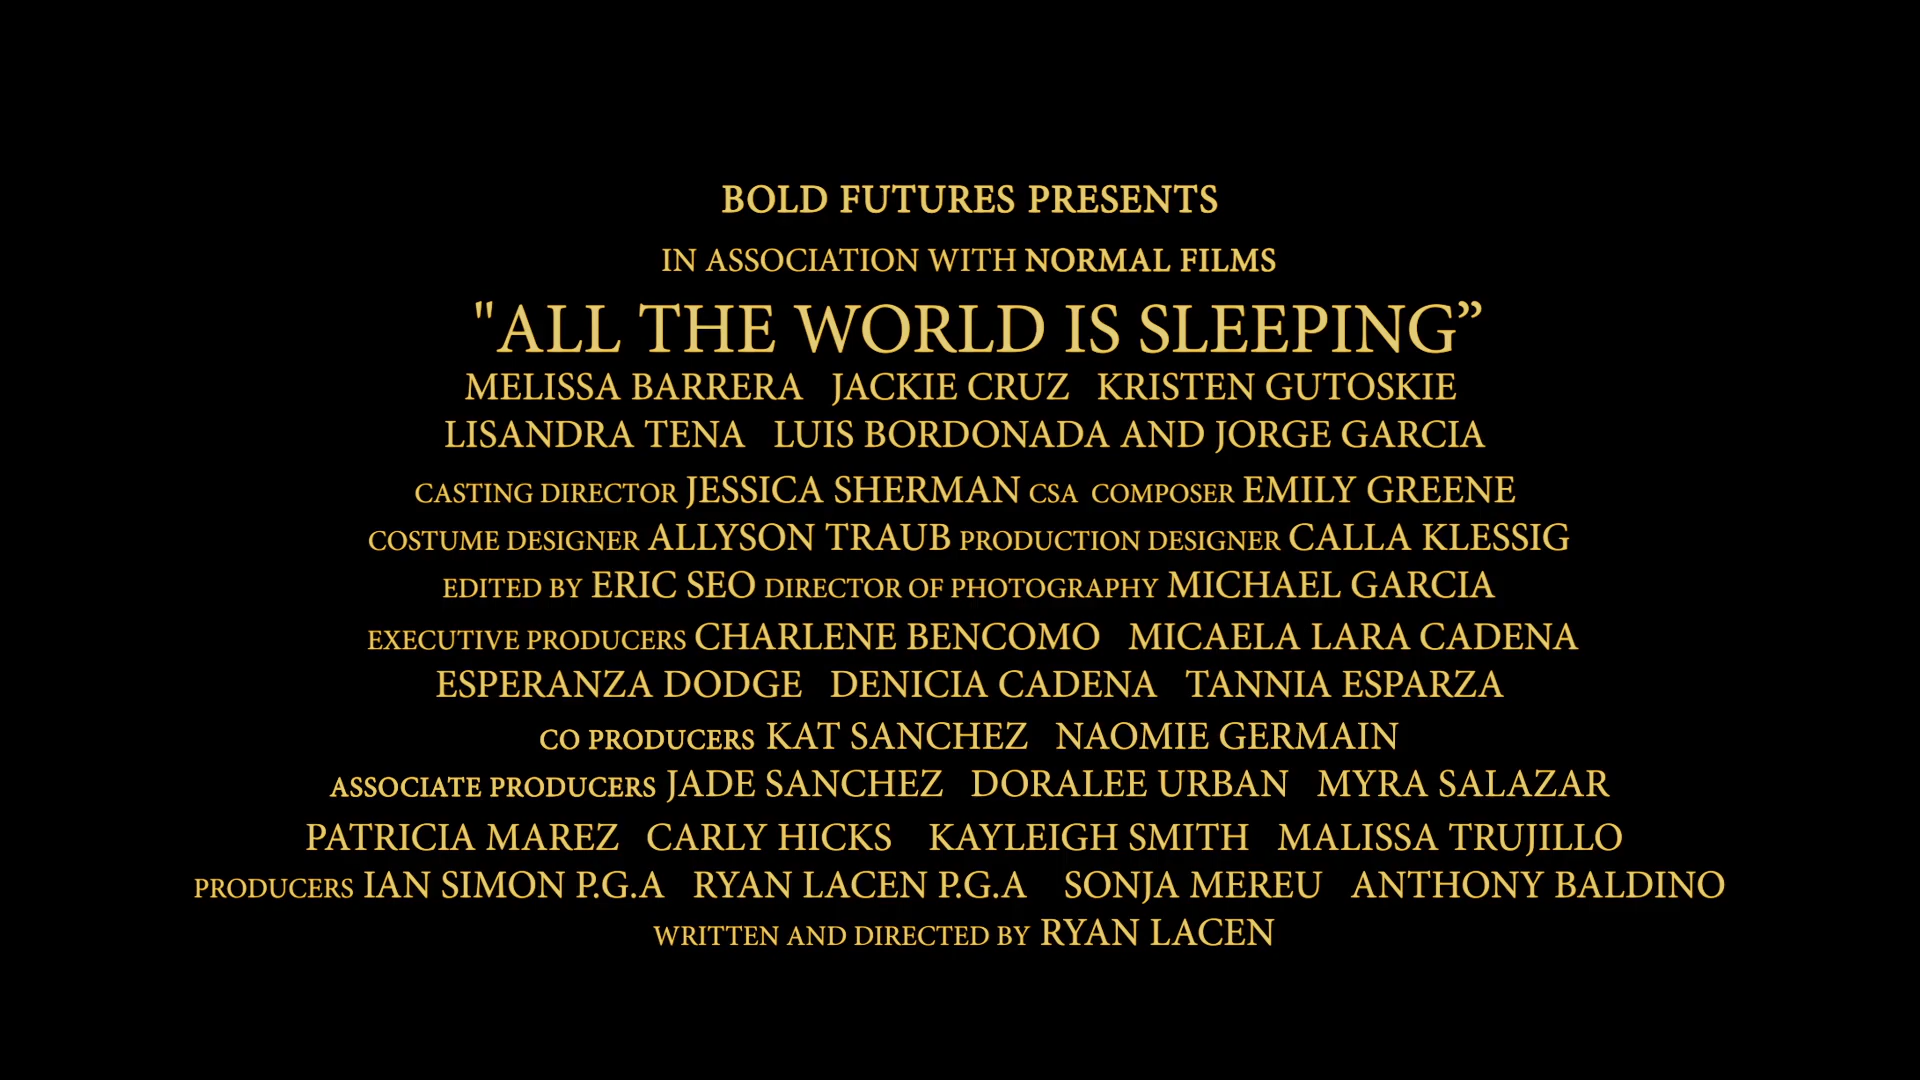 BOLD FUTURES PRESENTS
IN ASSOCIATION WITH NORMAL FILMS
"ALL THE WORLD IS SLEEPING”
MELISSA BARRERA JACKIE CRUZ KRISTEN GUTOSKIE
LISANDRA TENA LUIS BORDONADA AND JORGE GARCIA
CASTING DIRECTOR JESSICA SHERMAN CSA COMPOSER EMILY GREENE
COSTUME DESIGNER ALLYSON TRAUB PRODUCTION DESIGNER CALLA KLESSIG
EDITED BY ERIC SEO DIRECTOR OF PHOTOGRAPHY MICHAEL GARCIA
EXECUTIVE PRODUCERS CHARLENE BENCOMO MICAELA LARA CADENA
ESPERANZA DODGE DENICIA CADENA TANNIA ESPARZA
CO PRODUCERS KAT SANCHEZ NAOMIE GERMAIN
ASSOCIATE PRODUCERS JADE SANCHEZ DORALEE URBAN MYRA SALAZAR
PATRICIA MAREZ CARLY HICKS KAYLEIGH SMITH MALISSA TRUJILLO
PRODUCERS IAN SIMON P.G.A RYAN LACEN P.G.A SONJA MEREU ANTHONY BALDINO
WRITTEN AND DIRECTED BY RYAN LACEN